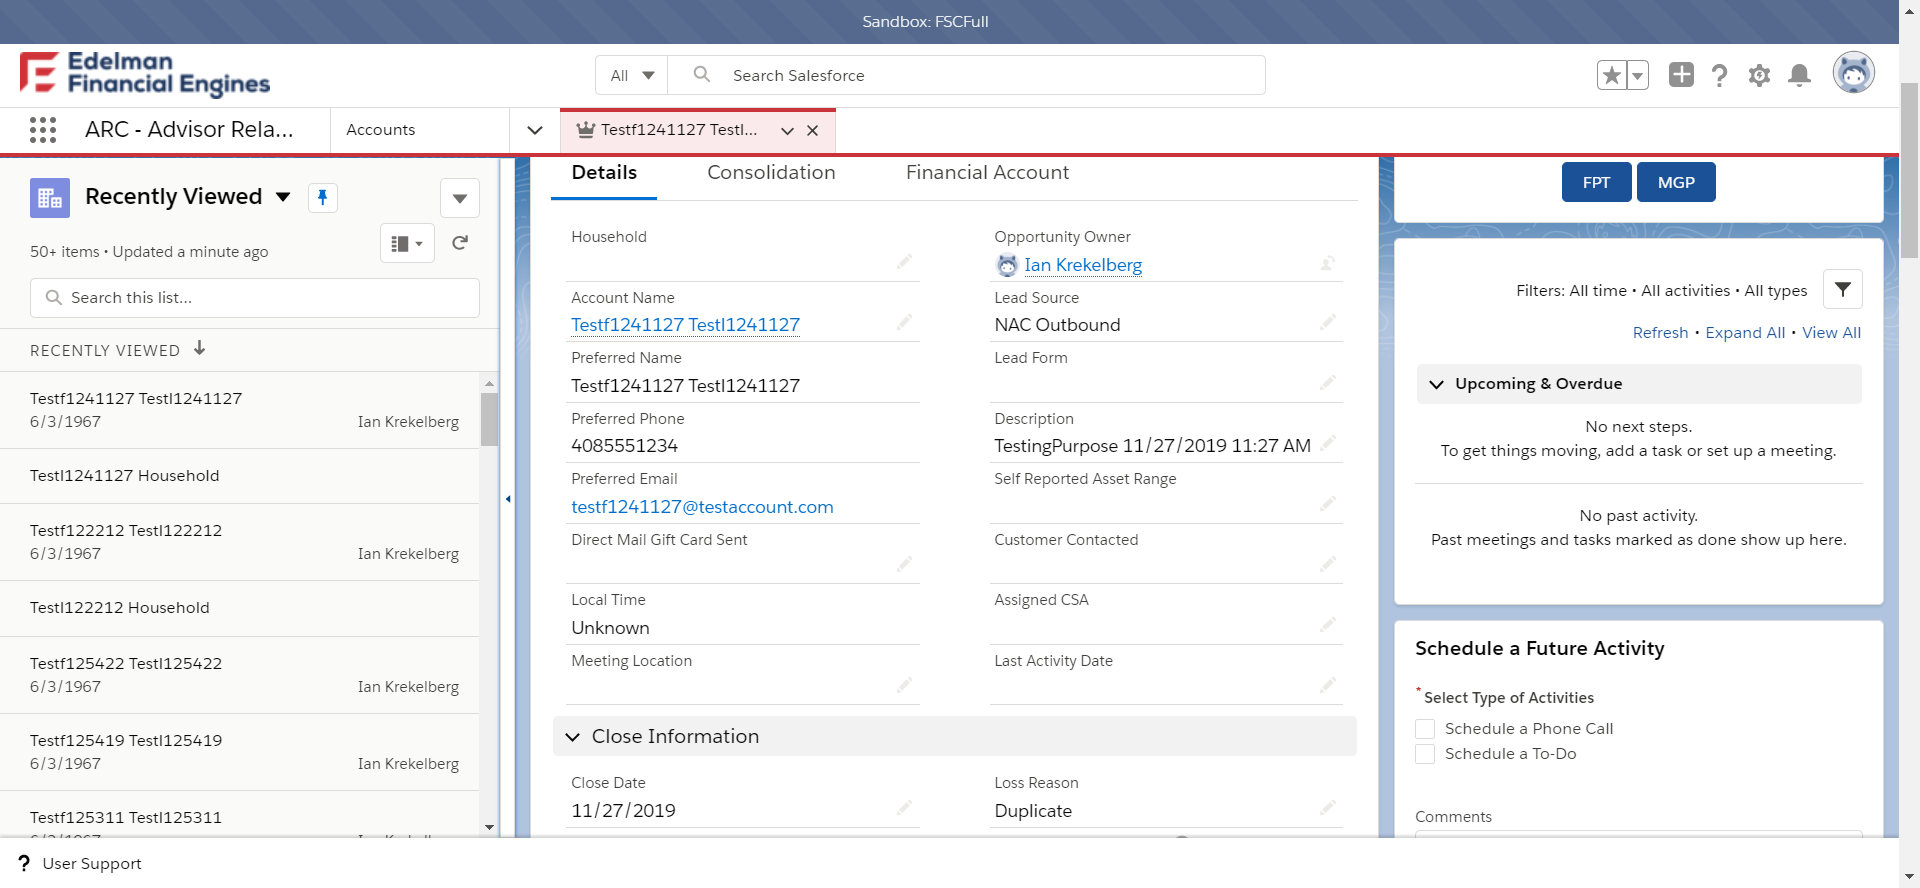 Sandbox: FSCFull
Edelman
Financial Engines
All
Search Salesforce
ARC - Advisor Rela...
Accounts
Testf1241127 Testl...
Recently Viewed
50+ items • Updated a minute ago
Search this list...
RECENTLY VIEWED
Testf1241127 Testl1241127
6/3/1967 Ian Krekelberg
Testl1241127 Household
Testf122212 Testl122212
6/3/1967 Ian Krekelberg
Testl122212 Household
Testf125422 Testl125422
6/3/1967 Ian Krekelberg
Testf125419 Testl125419
6/3/1967 Ian Krekelberg
Testf125311 Testl125311
Details Consolidation Financial Account
Household
Opportunity Owner
Ian Krekelberg
Account Name
Testf1241127 Testl1241127
Lead Source
NAC Outbound
Preferred Name
Testf1241127 Testl1241127
Lead Form
Preferred Phone
4085551234
Description
TestingPurpose 11/27/2019 11:27 AM
Preferred Email
testf1241127@testaccount.com
Self Reported Asset Range
Direct Mail Gift Card Sent
Customer Contacted
Local Time
Unknown
Assigned CSA
Meeting Location
Last Activity Date
Close Information
Close Date
11/27/2019
Loss Reason
Duplicate
FPT MGP
Filters: All time • All activities • All types
Refresh • Expand All • View All
Upcoming & Overdue
No next steps.
To get things moving, add a task or set up a meeting.
No past activity.
Past meetings and tasks marked as done show up here.
Schedule a Future Activity
* Select Type of Activities
Schedule a Phone Call
Schedule a To-Do
Comments
? User Support